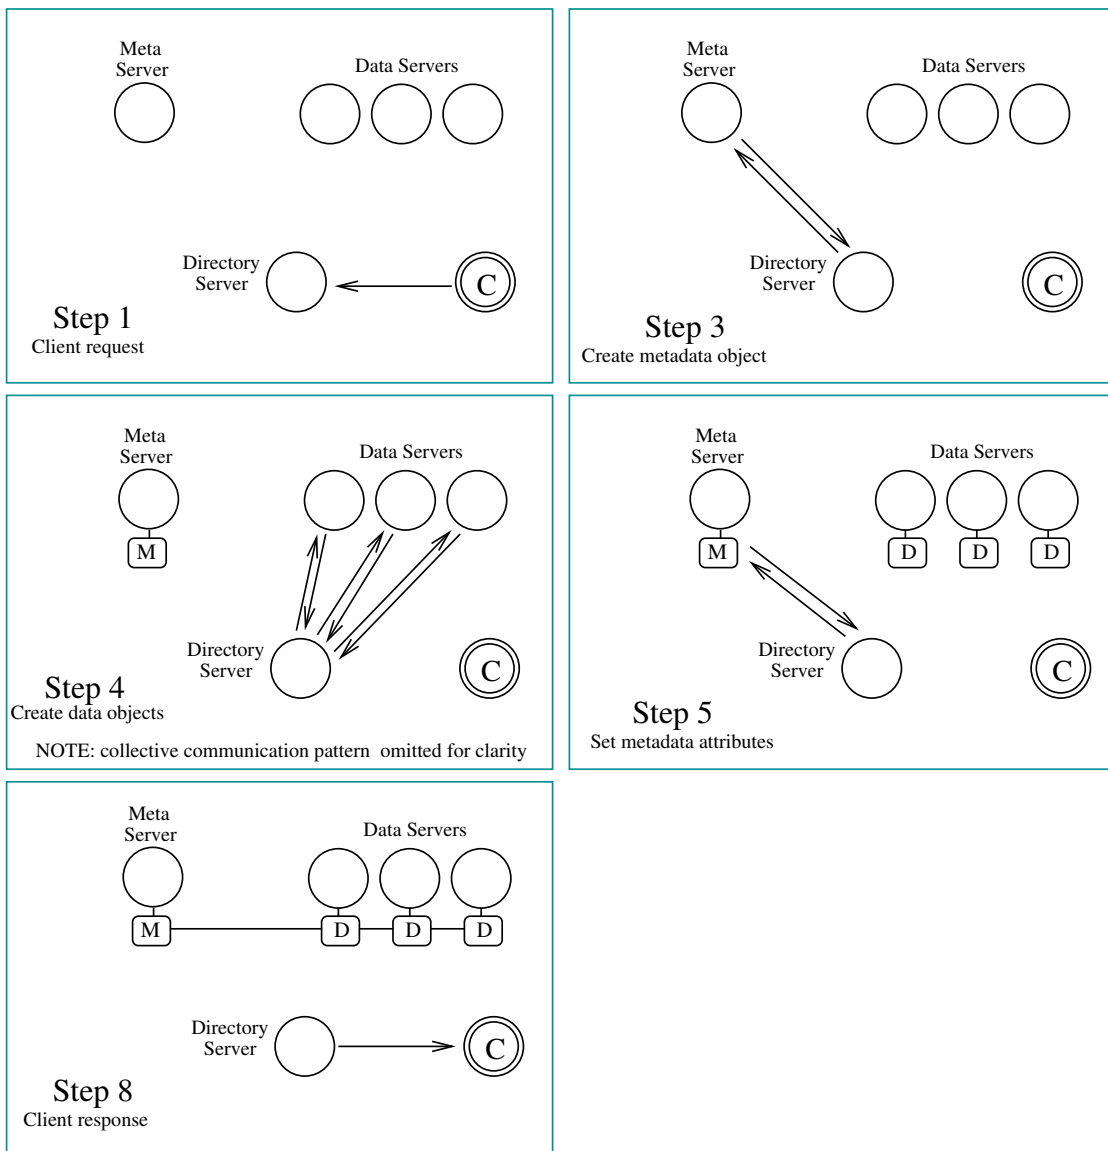 Meta
Server
Data Servers
Directory
Server
C
Step 1
Client request
Meta
Server
Data Servers
Directory
Server
C
Step 3
Create metadata object
Meta
Server
Data Servers
M
Directory
Server
C
Step 4
Create data objects
NOTE: collective communication pattern omitted for clarity
Meta
Server
Data Servers
M
D
D
D
Directory
Server
C
Step 5
Set metadata attributes
Meta
Server
Data Servers
M
D
D
D
Directory
Server
C
Step 8
Client response